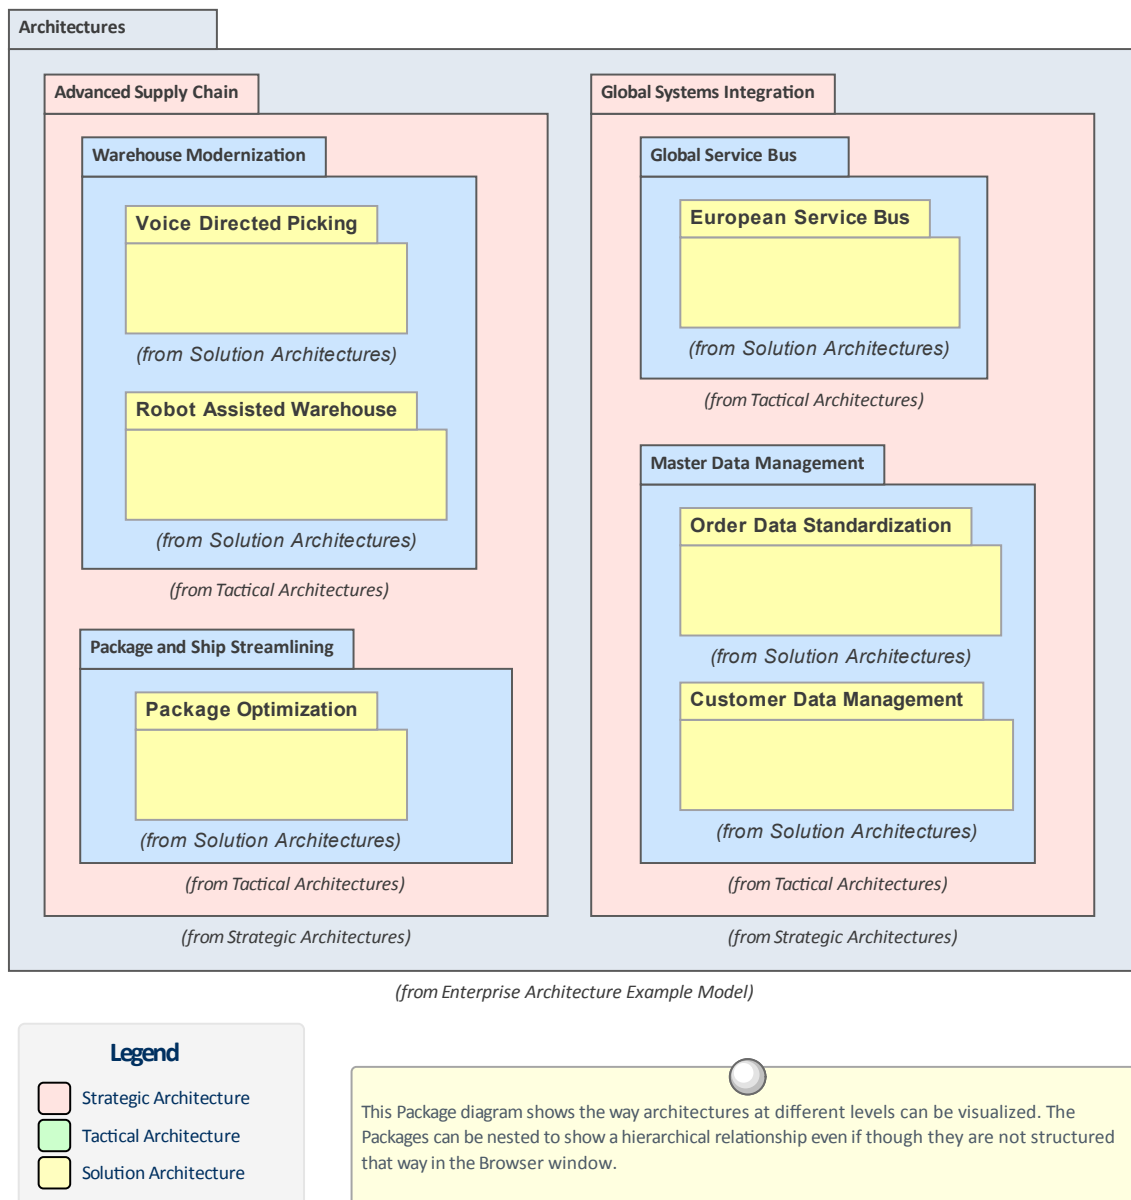 Architectures
Advanced Supply Chain
Warehouse Modernization
Voice Directed Picking
(from Solution Architectures)
Robot Assisted Warehouse
(from Solution Architectures)
(from Tactical Architectures)
Package and Ship Streamlining
Package Optimization
(from Solution Architectures)
(from Tactical Architectures)
(from Strategic Architectures)
Global Systems Integration
Global Service Bus
European Service Bus
(from Solution Architectures)
(from Tactical Architectures)
Master Data Management
Order Data Standardization
(from Solution Architectures)
Customer Data Management
(from Solution Architectures)
(from Tactical Architectures)
(from Strategic Architectures)
(from Enterprise Architecture Example Model)
Legend
Strategic Architecture
Tactical Architecture
Solution Architecture
This Package diagram shows the way architectures at different levels can be visualized. The
Packages can be nested to show a hierarchical relationship even if though they are not structured
that way in the Browser window.